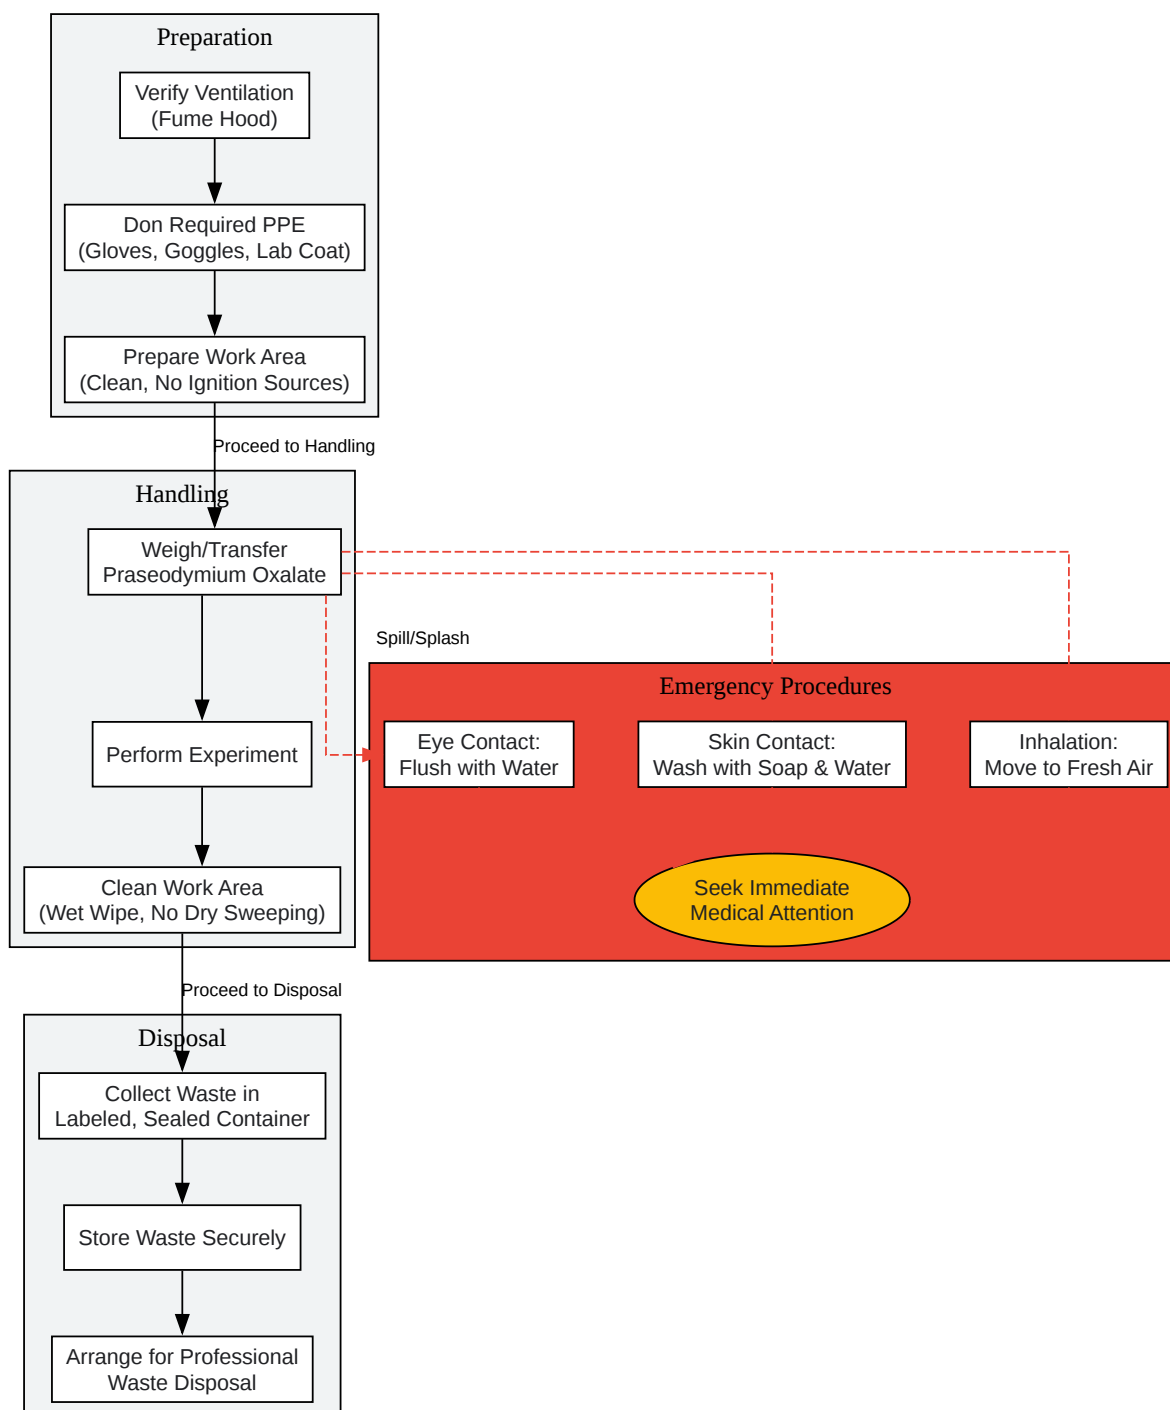 Preparation
Verify Ventilation
(Fume Hood)
Don Required PPE
(Gloves, Goggles, Lab Coat)
Prepare Work Area
(Clean, No Ignition Sources)
Proceed to Handling
Handling
Weigh/Transfer
Praseodymium Oxalate
Spill/Splash
Emergency Procedures
Eye Contact:
Flush with Water
Skin Contact:
Wash with Soap & Water
Inhalation:
Move to Fresh Air
Perform Experiment
Seek Immediate
Medical Attention
Clean Work Area
(Wet Wipe, No Dry Sweeping)
Proceed to Disposal
Disposal
Collect Waste in
Labeled, Sealed Container
Store Waste Securely
Arrange for Professional
Waste Disposal